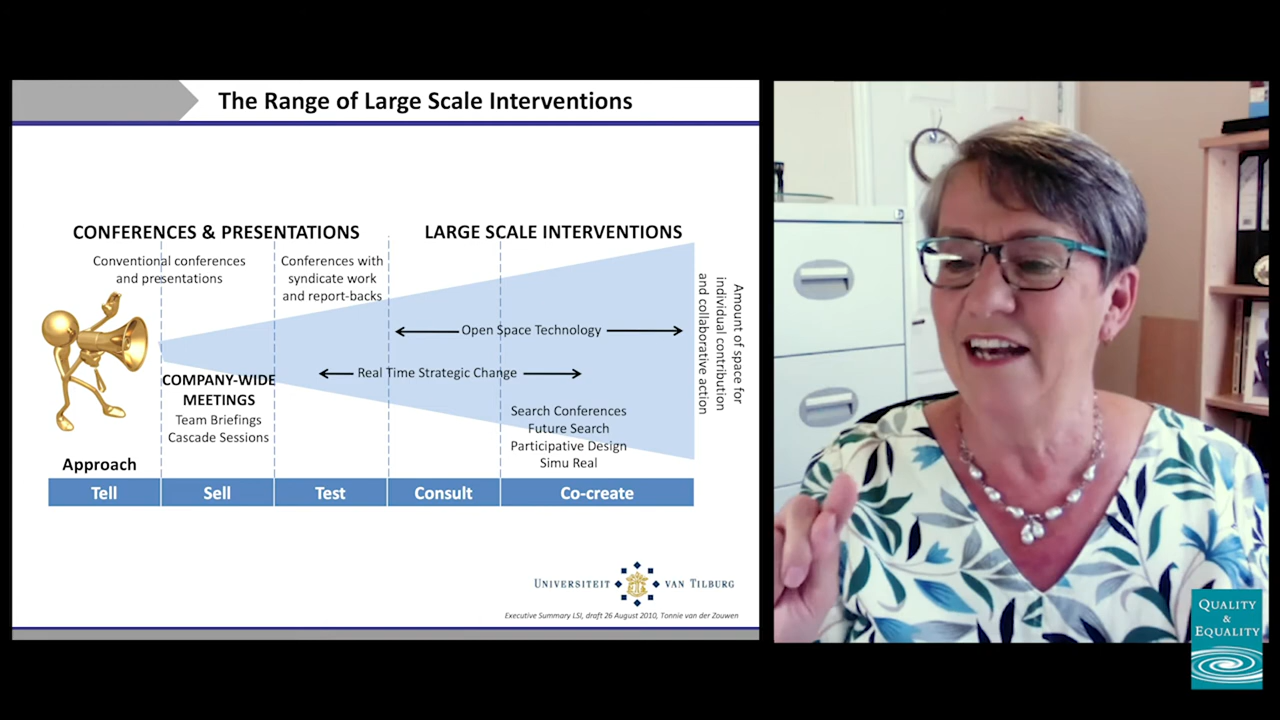 The Range of Large Scale Interventions
CONFERENCES & PRESENTATIONS
LARGE SCALE INTERVENTIONS
Conventional conferences
and presentations
Conferences with
syndicate work
and report-backs
Open Space Technology
Real Time Strategic Change
Amount of space for
individual contribution
and collaborative action
COMPANY-WIDE
MEETINGS
Team Briefings
Cascade Sessions
Search Conferences
Future Search
Participative Design
Simu Real
Approach
Tell
Sell
Test
Consult
Co-create
UNIVERSITEIT VAN TILBURG
Executive Summary LSI, draft 26 August 2010, Tonnie van der Zouwen
QUALITY
&
EQUALITY